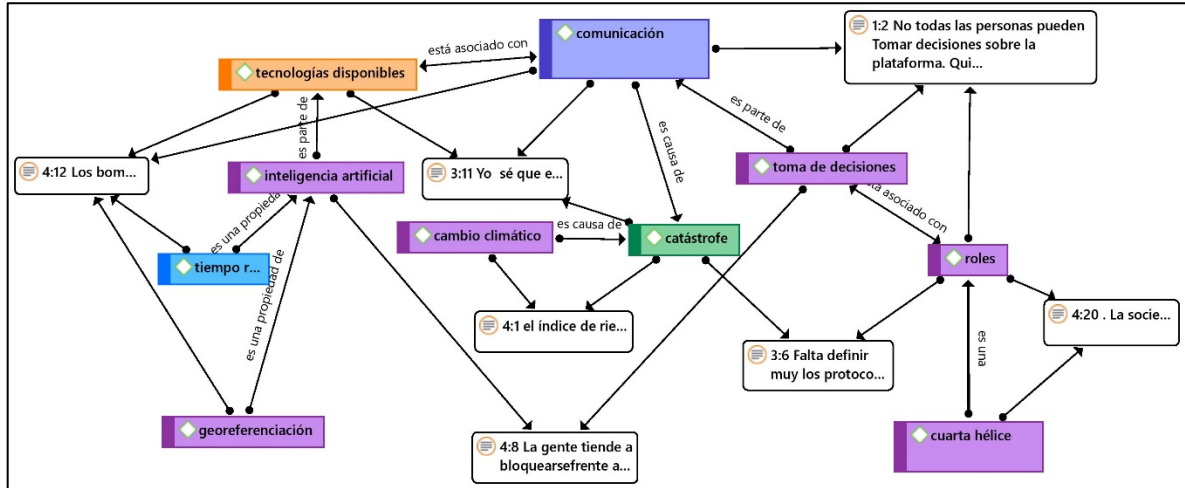 comunicación
1:2 No todas las personas pueden
Tomar decisiones sobre la
plataforma. Qui...
está asociado con
tecnologías disponibles
es parte de
es causa de
es parte de
4:12 Los bom...
inteligencia artificial
3:11 Yo sé que e...
toma de decisiones
es una propieda
está asociado con
cambio climático
es causa de
catástrofe
roles
tiempo r...
es una propiedad de
4:1 el índice de rie...
4:20 . La socie...
3:6 Falta definir
muy los protoco...
es una
georeferenciación
4:8 La gente tiende a
bloquearsefrente a...
cuarta hélice